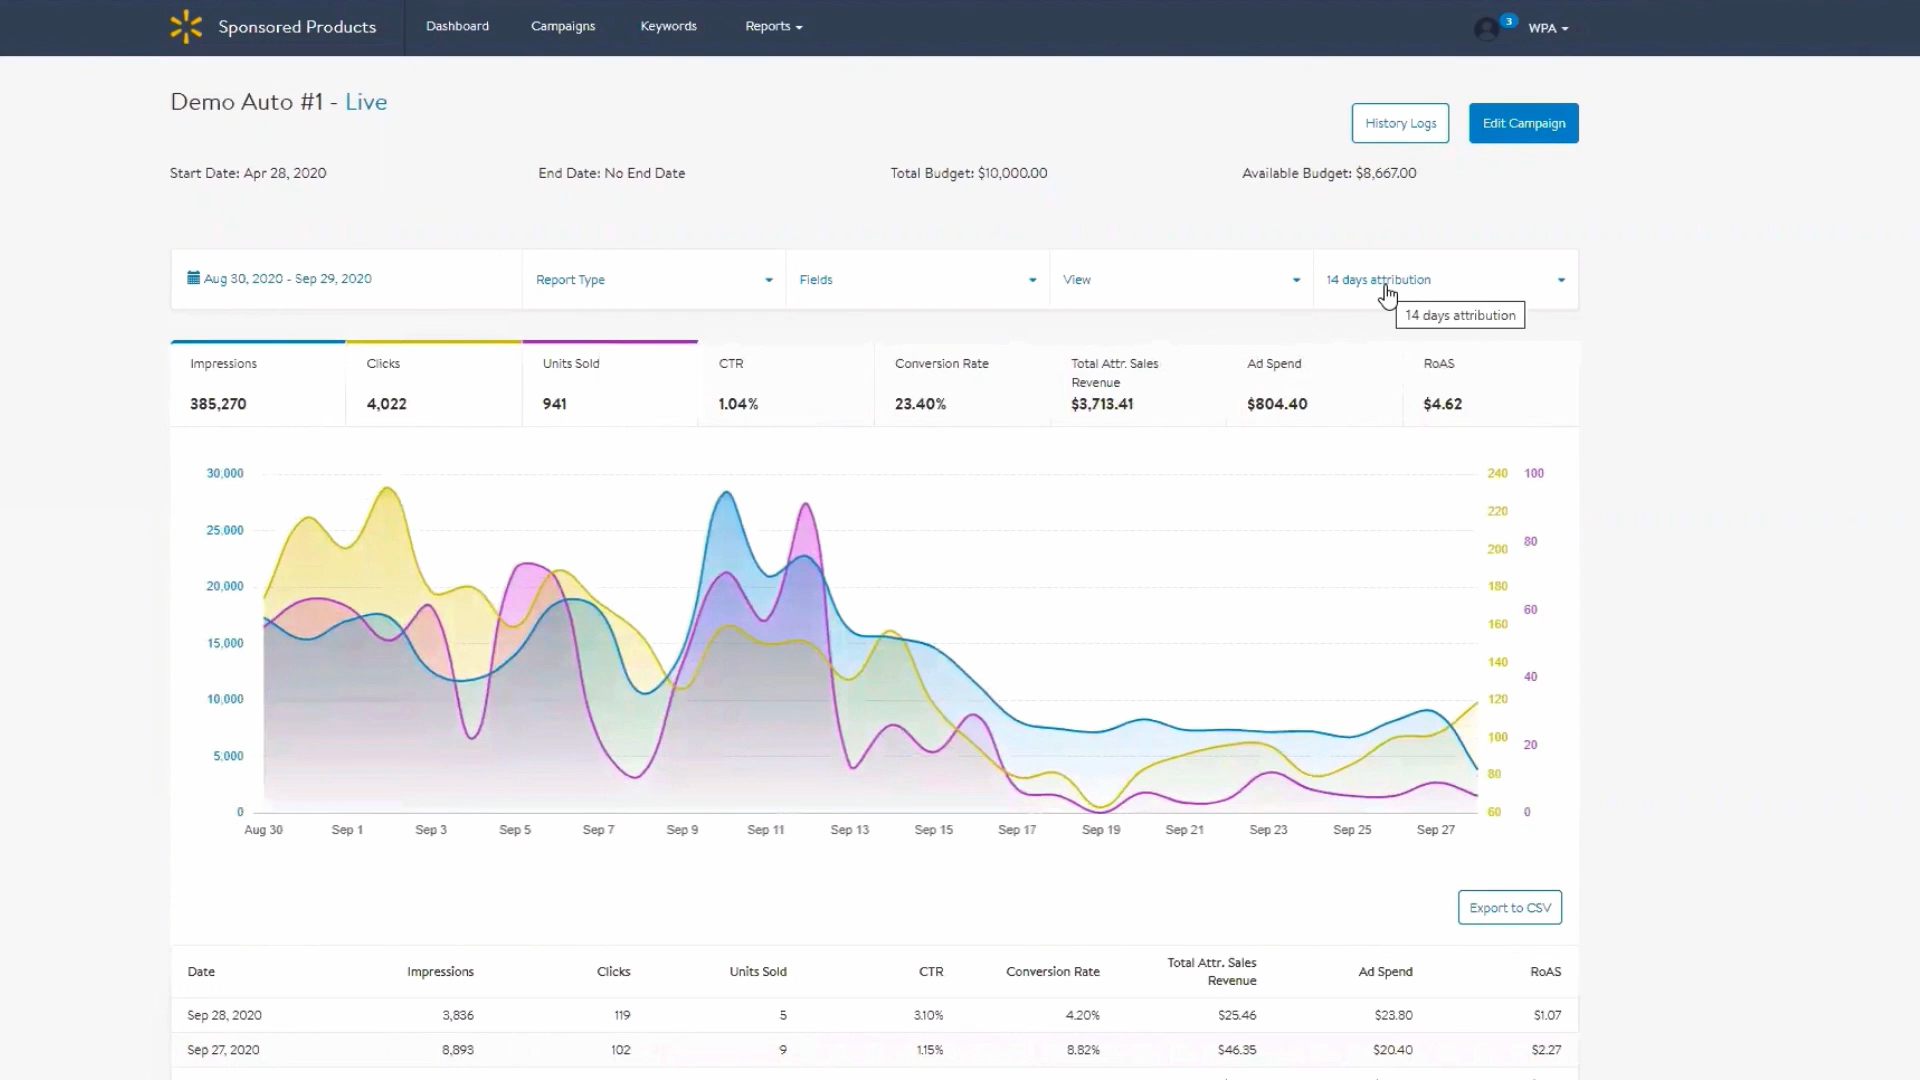 Sponsored Products
Dashboard
Campaigns
Keywords
Reports
3
WPA
Demo Auto #1 - Live
History Logs
Edit Campaign
Start Date: Apr 28, 2020
End Date: No End Date
Total Budget: $10,000.00
Available Budget: $8,667.00
Aug 30, 2020 - Sep 29, 2020
Report Type
Fields
View
14 days attribution
14 days attribution
Impressions
385,270
Clicks
4,022
Units Sold
941
CTR
1.04%
Conversion Rate
23.40%
Total Attr. Sales
Revenue
$3,713.41
Ad Spend
$804.40
RoAS
$4.62
30,000
25,000
20,000
15,000
10,000
5,000
0
240
220
200
180
160
140
120
100
80
60
100
80
60
40
20
0
Aug 30
Sep 1
Sep 3
Sep 5
Sep 7
Sep 9
Sep 11
Sep 13
Sep 15
Sep 17
Sep 19
Sep 21
Sep 23
Sep 25
Sep 27
Export to CSV
Date
Impressions
Clicks
Units Sold
CTR
Conversion Rate
Total Attr. Sales
Revenue
Ad Spend
RoAS
Sep 28, 2020
3,836
119
5
3.10%
4.20%
$25.46
$23.80
$1.07
Sep 27, 2020
8,893
102
9
1.15%
8.82%
$46.35
$20.40
$2.27